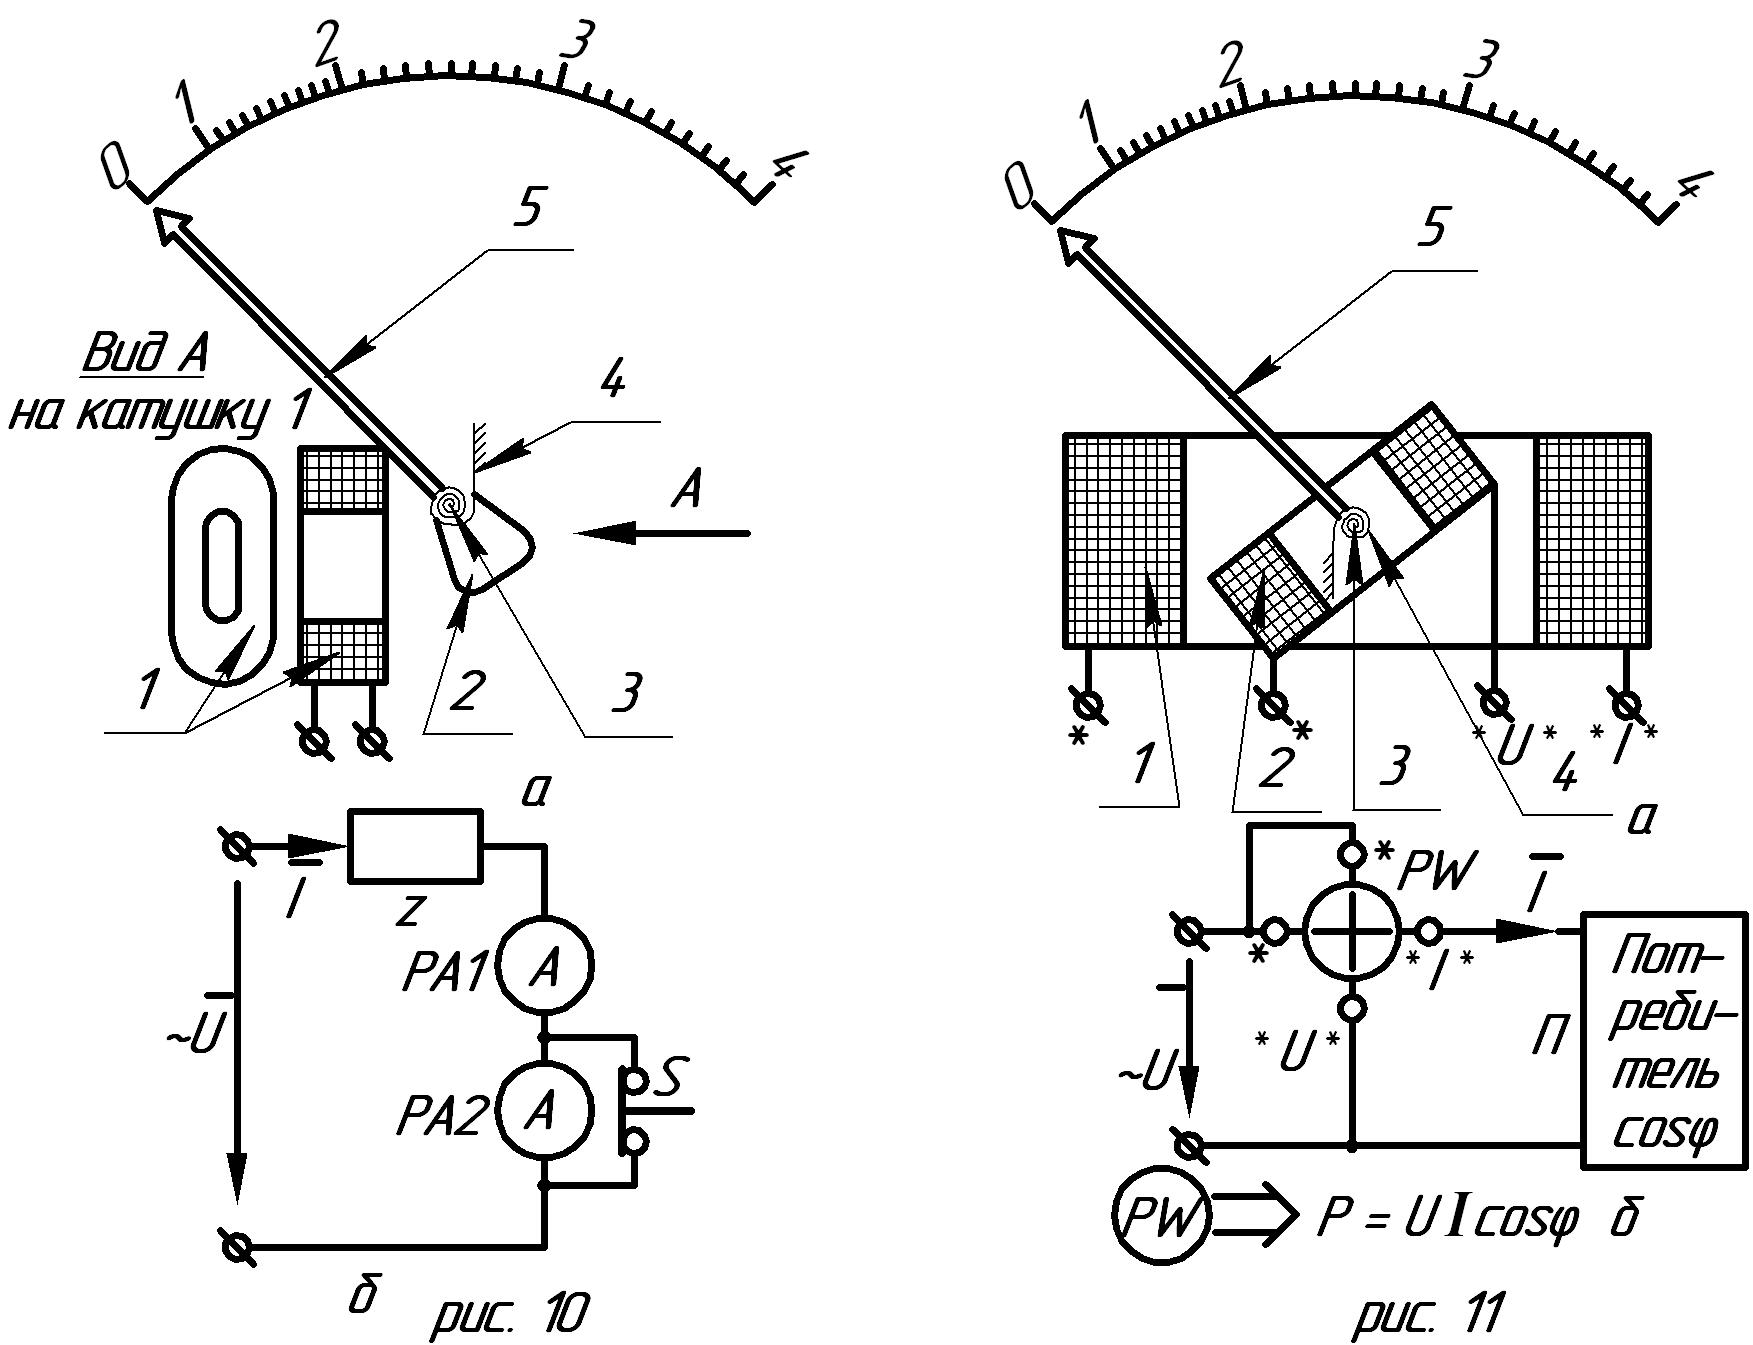 0 1 2 3 4
5
Вид А
на катушку 1
4
А
1
2
3
а
I
z
PA1
A
~U
PA2
A
S
б
рис. 10
0 1 2 3 4
5
*
*
*U*
*I*
1
2
3
4
а
*
PW
I
*
*I*
~U
*U*
П
Пот-
реби-
тель
cosφ
PW
P = UIcosφ
б
рис. 11